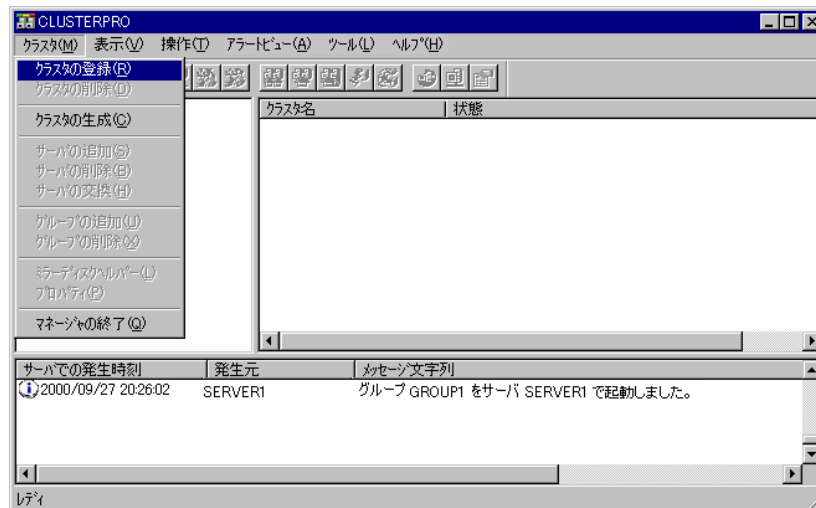 CLUSTERPRO
クラスタ(M) 表示(V) 操作(T) アラートビュー(A) ツール(L) ヘルプ(H)
クラスタの登録(R)
クラスタの削除(D)
クラスタの生成(C)
サーバの追加(S)
サーバの削除(B)
サーバの交換(H)
グループの追加(U)
グループの削除(X)
ミラーディスクヘルパー(L)
プロパティ(P)
マネージャの終了(Q)
クラスタ名 状態
サーバでの発生時刻 発生元 メッセージ文字列
2000/09/27 20:26:02 SERVER1 グループ GROUP1 をサーバ SERVER1 で起動しました。
レディ